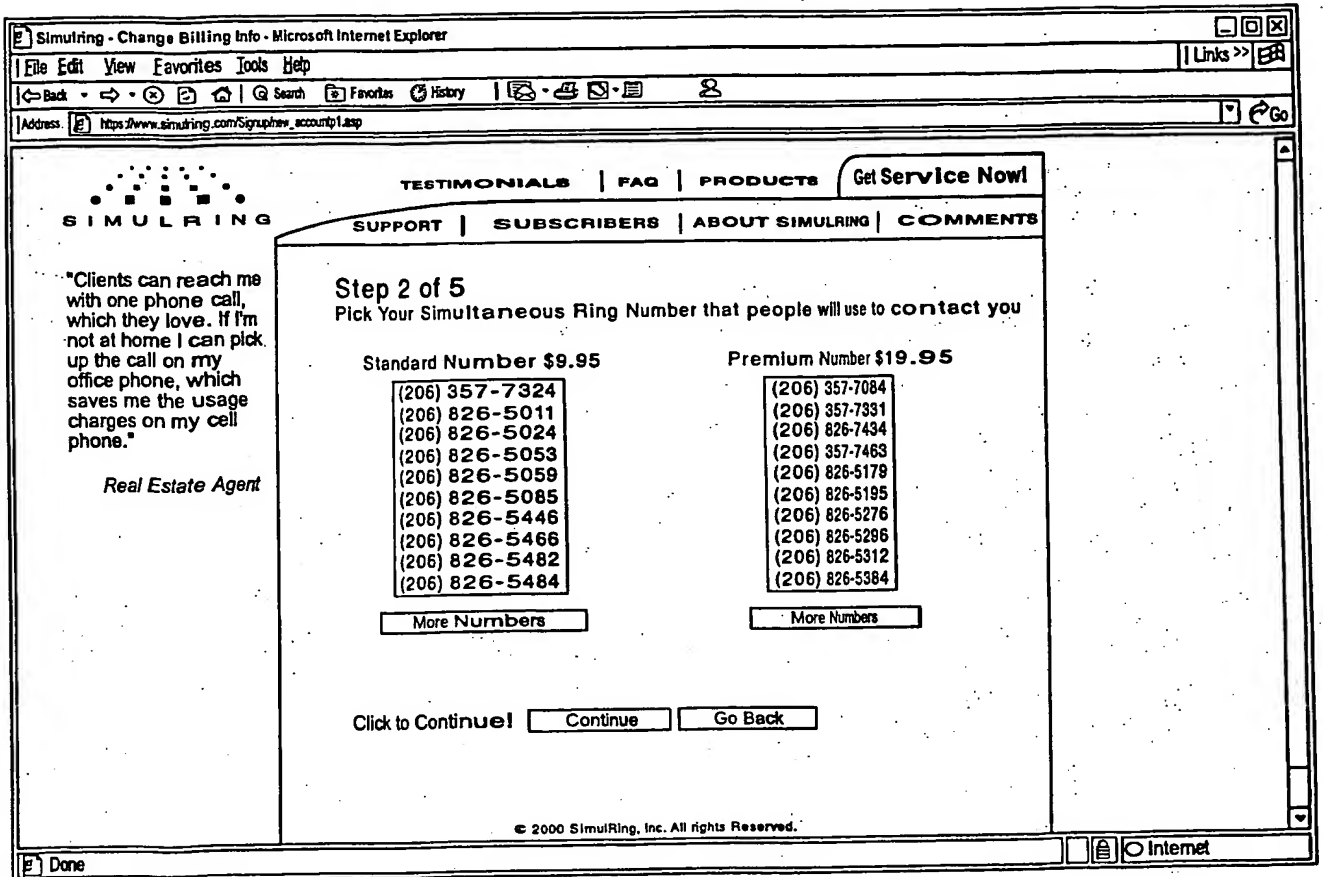 Simulring - Change Billing Info - Microsoft Internet Explorer
File Edit View Favorites Tools Help
Links >>
Back Search Favorites History
Address https://www.simulring.com/Signup/new_accountp1.asp Go
TESTIMONIALS | FAQ | PRODUCTS Get Service Now!
SIMULRING
SUPPORT | SUBSCRIBERS | ABOUT SIMULRING | COMMENTS
"Clients can reach me
with one phone call,
which they love. If I'm
not at home I can pick
up the call on my
office phone, which
saves me the usage
charges on my cell
phone."
Real Estate Agent
Step 2 of 5
Pick Your Simultaneous Ring Number that people will use to contact you
Standard Number $9.95
(206) 357-7324
(206) 826-5011
(206) 826-5024
(206) 826-5053
(206) 826-5059
(206) 826-5085
(206) 826-5446
(206) 826-5466
(206) 826-5482
(206) 826-5484
More Numbers
Premium Number $19.95
(206) 357-7084
(206) 357-7331
(206) 826-7434
(206) 357-7463
(206) 826-5179
(206) 826-5195
(206) 826-5276
(206) 826-5296
(206) 826-5312
(206) 826-5384
More Numbers
Click to Continue! Continue Go Back
© 2000 SimulRing, Inc. All rights Reserved.
Done Internet